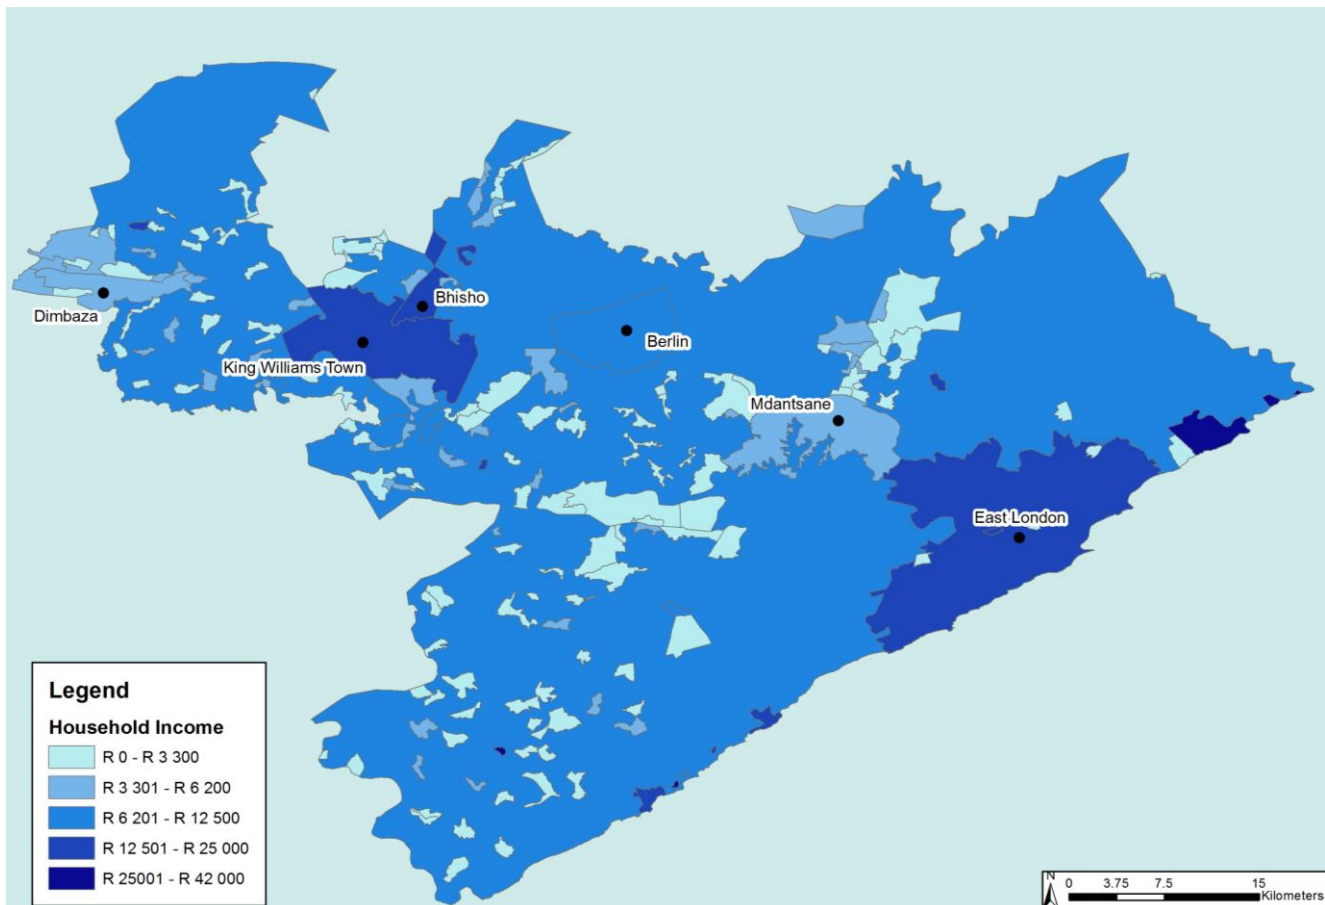 Bhisho
Dimbaza
Berlin
King Williams Town
Mdantsane
East London
Legend
Household Income
R 0 - R 3 300
R 3 301 - R 6 200
R 6 201 - R 12 500
R 12 501 - R 25 000
R 25001 - R 42 000
N
0 3.75 7.5 15
Kilometers